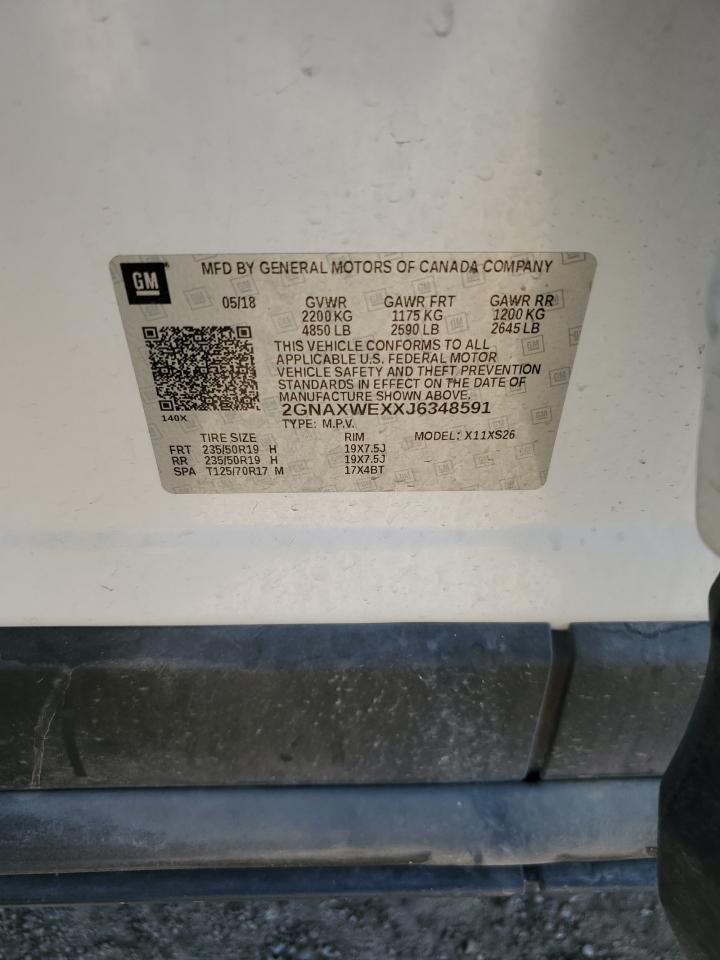 GM
MFD BY GENERAL MOTORS OF CANADA COMPANY
05/18 GVWR GAWR FRT GAWR RR
2200 KG 1175 KG 1200 KG
4850 LB 2590 LB 2645 LB
THIS VEHICLE CONFORMS TO ALL
APPLICABLE U.S. FEDERAL MOTOR
VEHICLE SAFETY AND THEFT PREVENTION
STANDARDS IN EFFECT ON THE DATE OF
MANUFACTURE SHOWN ABOVE.
140X
2GNAXWEXXJ6348591
TYPE: M.P.V. MODEL: X11XS26
TIRE SIZE RIM
FRT 235/50R19 H 19X7.5J
RR 235/50R19 H 19X7.5J
SPA T125/70R17 M 17X4BT